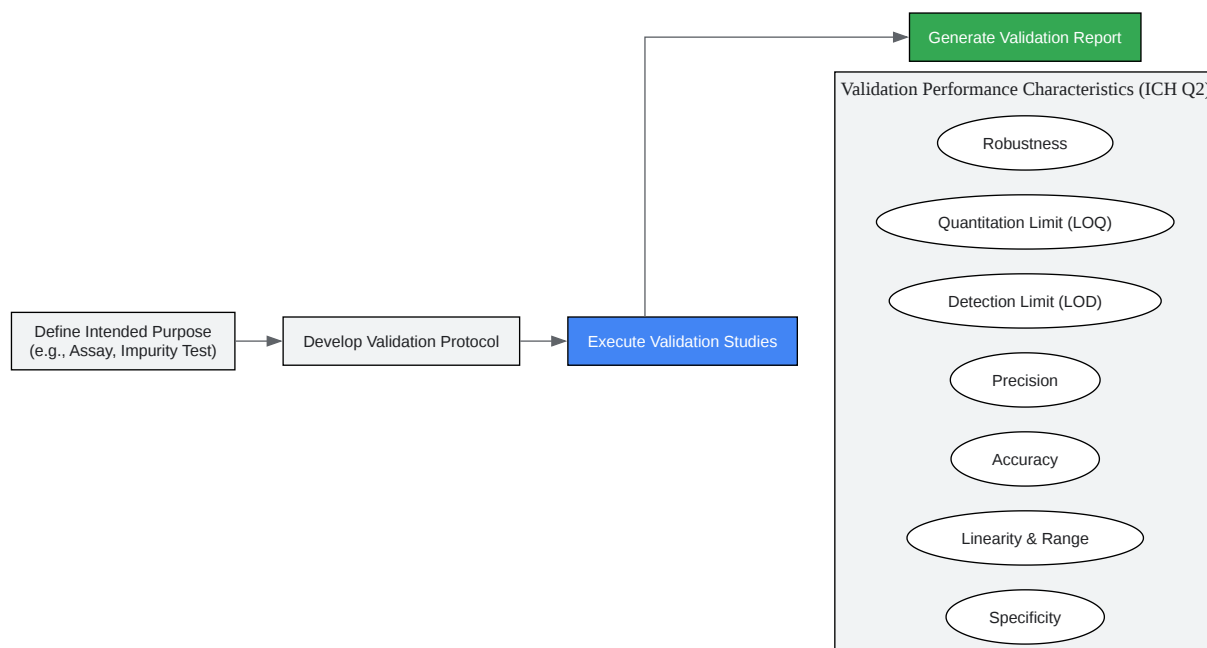 Generate Validation Report
Validation Performance Characteristics (ICH Q2)
Robustness
Quantitation Limit (LOQ)
Detection Limit (LOD)
Define Intended Purpose
(e.g., Assay, Impurity Test)
Develop Validation Protocol
Execute Validation Studies
Precision
Accuracy
Linearity & Range
Specificity